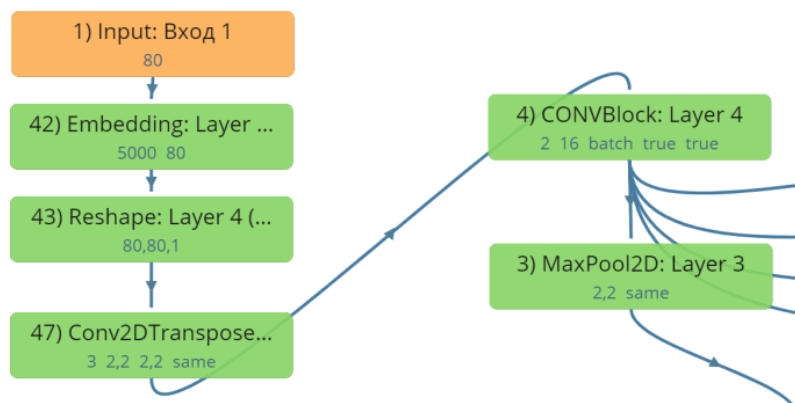 1) Input: Вход 1
80
42) Embedding: Layer ...
5000 80
43) Reshape: Layer 4 (...
80,80,1
47) Conv2DTranspose...
3 2,2 2,2 same
4) CONVBlock: Layer 4
2 16 batch true true
3) MaxPool2D: Layer 3
2,2 same